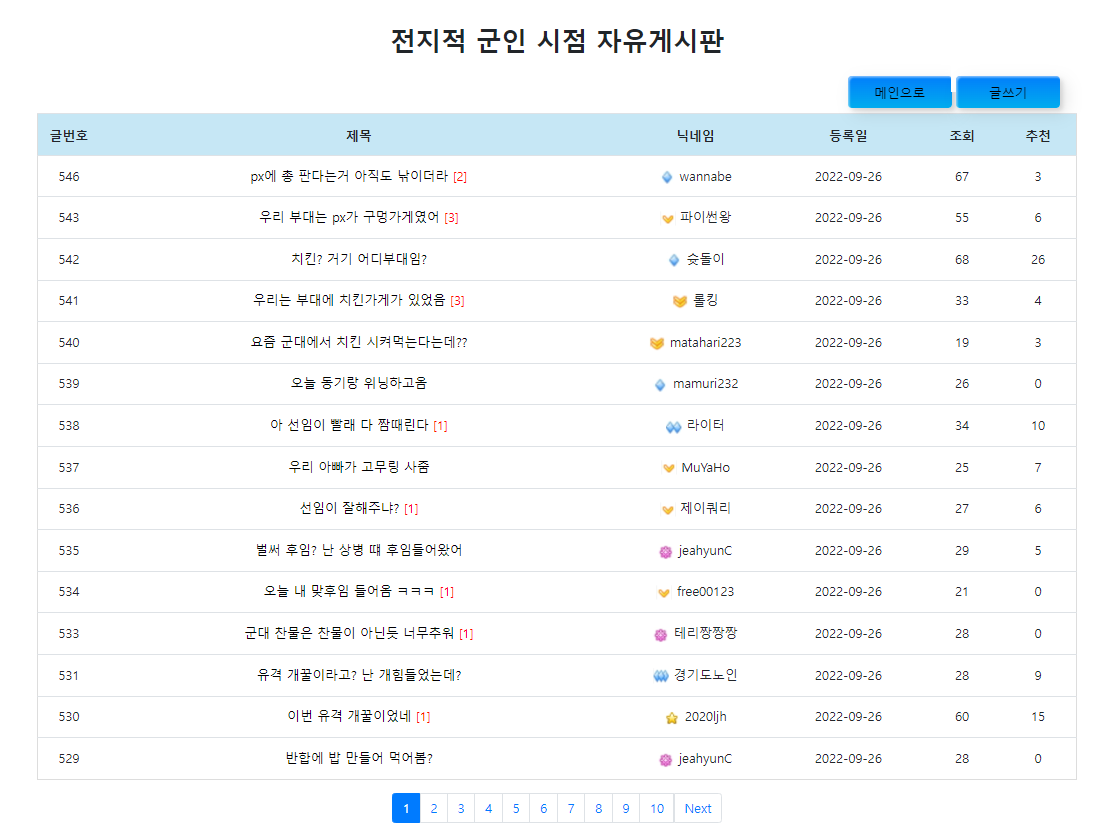 전지적 군인 시점 자유게시판
메인으로 글쓰기
글번호 제목 닉네임 등록일 조회 추천
546 px에 총 판다는거 아직도 낚이더라 [2] wannabe 2022-09-26 67 3
543 우리 부대는 px가 구멍가게였어 [3] 파이썬왕 2022-09-26 55 6
542 치킨? 거기 어디부대임? 슛돌이 2022-09-26 68 26
541 우리는 부대에 치킨가게가 있었음 [3] 롤킹 2022-09-26 33 4
540 요즘 군대에서 치킨 시켜먹는다는데?? matahari223 2022-09-26 19 3
539 오늘 동기랑 위닝하고옴 mamuri232 2022-09-26 26 0
538 아 선임이 빨래 다 짬때린다 [1] 라이터 2022-09-26 34 10
537 우리 아빠가 고무링 사줌 MuYaHo 2022-09-26 25 7
536 선임이 잘해주냐? [1] 제이쿼리 2022-09-26 27 6
535 벌써 후임? 난 상병 떄 후임들어왔어 jeahyunC 2022-09-26 29 5
534 오늘 내 맞후임 들어옴 ㅋㅋㅋ [1] free00123 2022-09-26 21 0
533 군대 찬물은 찬물이 아닌듯 너무추워 [1] 테리짱짱짱 2022-09-26 28 0
531 유격 개꿀이라고? 난 개힘들었는데? 경기도노인 2022-09-26 28 9
530 이번 유격 개꿀이었네 [1] 2020ljh 2022-09-26 60 15
529 반합에 밥 만들어 먹어봄? jeahyunC 2022-09-26 28 0
1 2 3 4 5 6 7 8 9 10 Next